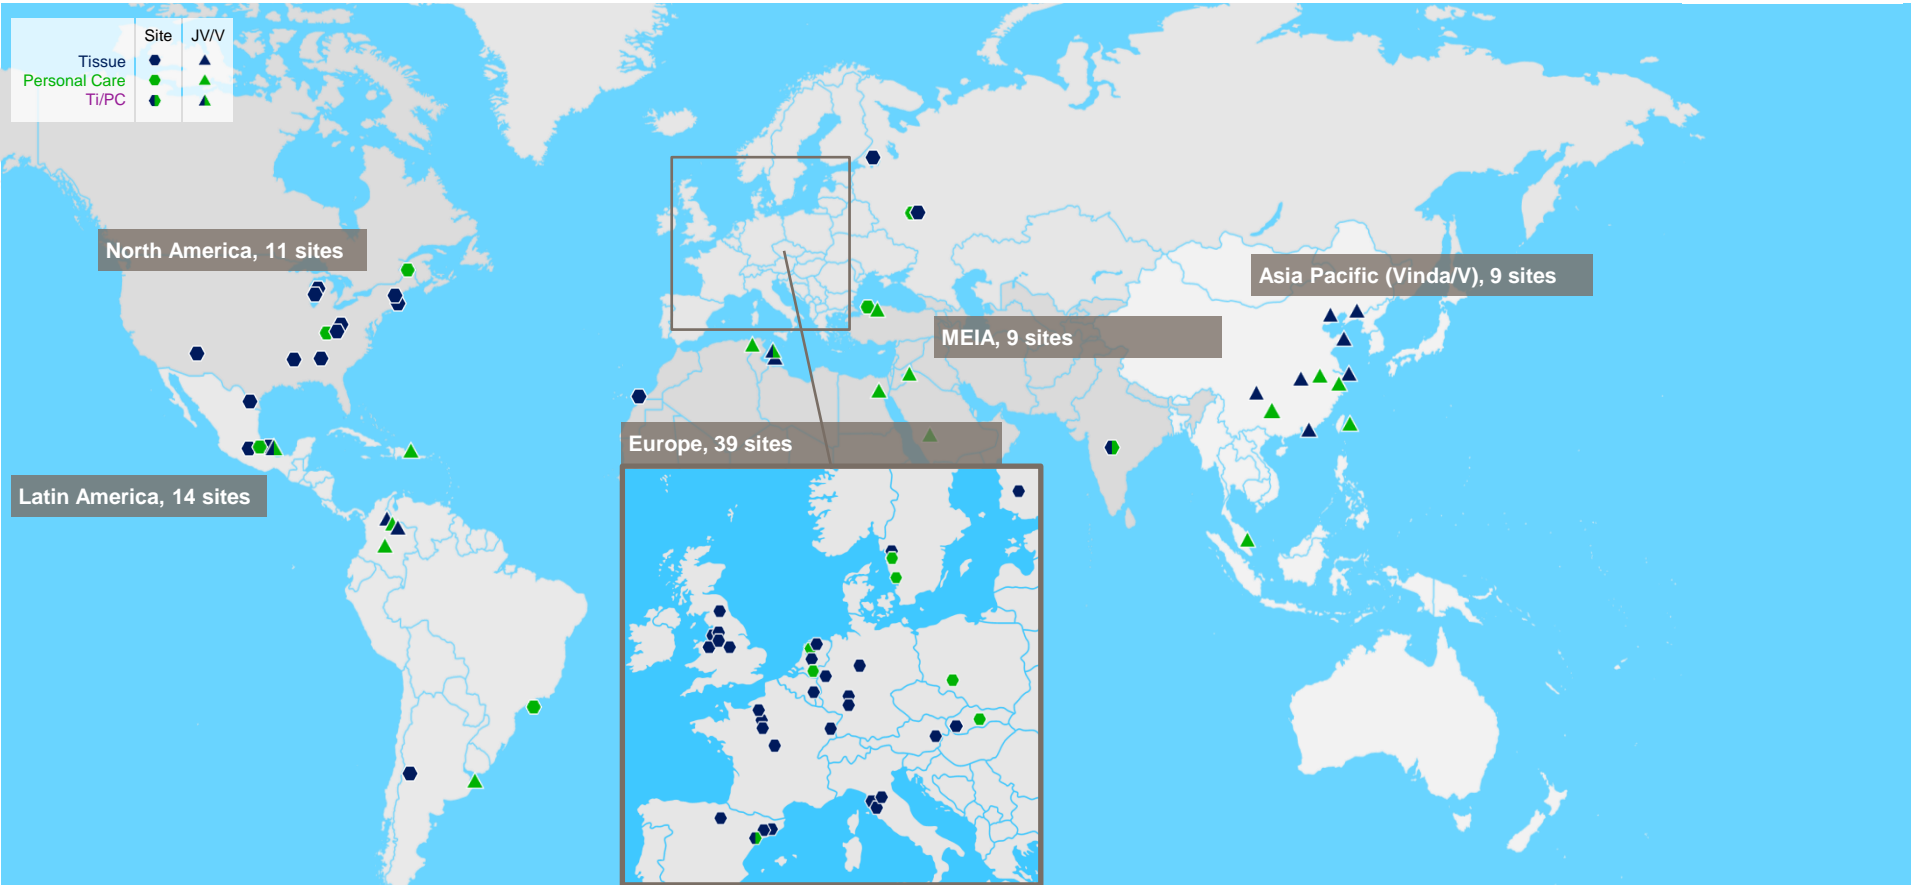 Site JV/V
Tissue
Personal Care
Ti/PC
North America, 11 sites
Asia Pacific (Vinda/V), 9 sites
MEIA, 9 sites
Europe, 39 sites
Latin America, 14 sites